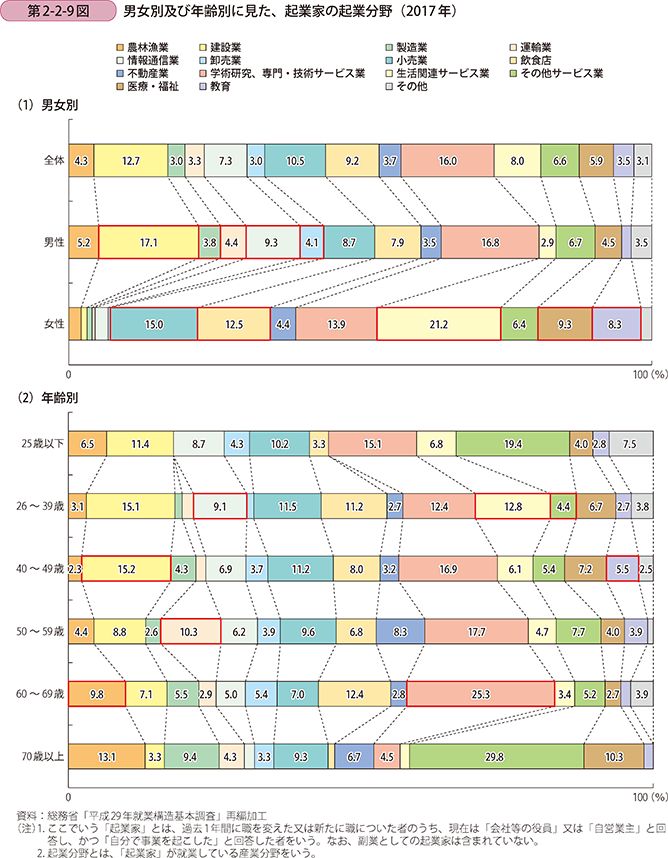 第2-2-9図 男女別及び年齢別に見た、起業家の起業分野（2017年）
農林漁業 建設業 製造業 運輸業
情報通信業 卸売業 小売業 飲食店
不動産業 学術研究、専門・技術サービス業 生活関連サービス業 その他サービス業
医療・福祉 教育 その他
（1）男女別
全体 4.3 12.7 3.0 3.3 7.3 3.0 10.5 9.2 3.7 16.0 8.0 6.6 5.9 3.5 3.1
男性 5.2 17.1 3.8 4.4 9.3 4.1 8.7 7.9 3.5 16.8 2.9 6.7 4.5 3.5
女性 15.0 12.5 4.4 13.9 21.2 6.4 9.3 8.3
0 100（%）
（2）年齢別
25歳以下 6.5 11.4 8.7 4.3 10.2 3.3 15.1 6.8 19.4 4.0 2.8 7.5
26～39歳 3.1 15.1 9.1 11.5 11.2 2.7 12.4 12.8 4.4 6.7 2.7 3.8
40～49歳 2.3 15.2 4.3 6.9 3.7 11.2 8.0 3.2 16.9 6.1 5.4 7.2 5.5 2.5
50～59歳 4.4 8.8 2.6 10.3 6.2 3.9 9.6 6.8 8.3 17.7 4.7 7.7 4.0 3.9
60～69歳 9.8 7.1 5.5 2.9 5.0 5.4 7.0 12.4 2.8 25.3 3.4 5.2 2.7 3.9
70歳以上 13.1 3.3 9.4 4.3 3.3 9.3 6.7 4.5 29.8 10.3
0 100（%）
資料：総務省「平成29年就業構造基本調査」再編加工
（注）1. ここでいう「起業家」とは、過去1年間に職を変えた又は新たに職についた者のうち、現在は「会社等の役員」又は「自営業主」と回
答し、かつ「自分で事業を起こした」と回答した者をいう。なお、副業としての起業家は含まれていない。
2. 起業分野とは、「起業家」が就業している産業分野をいう。